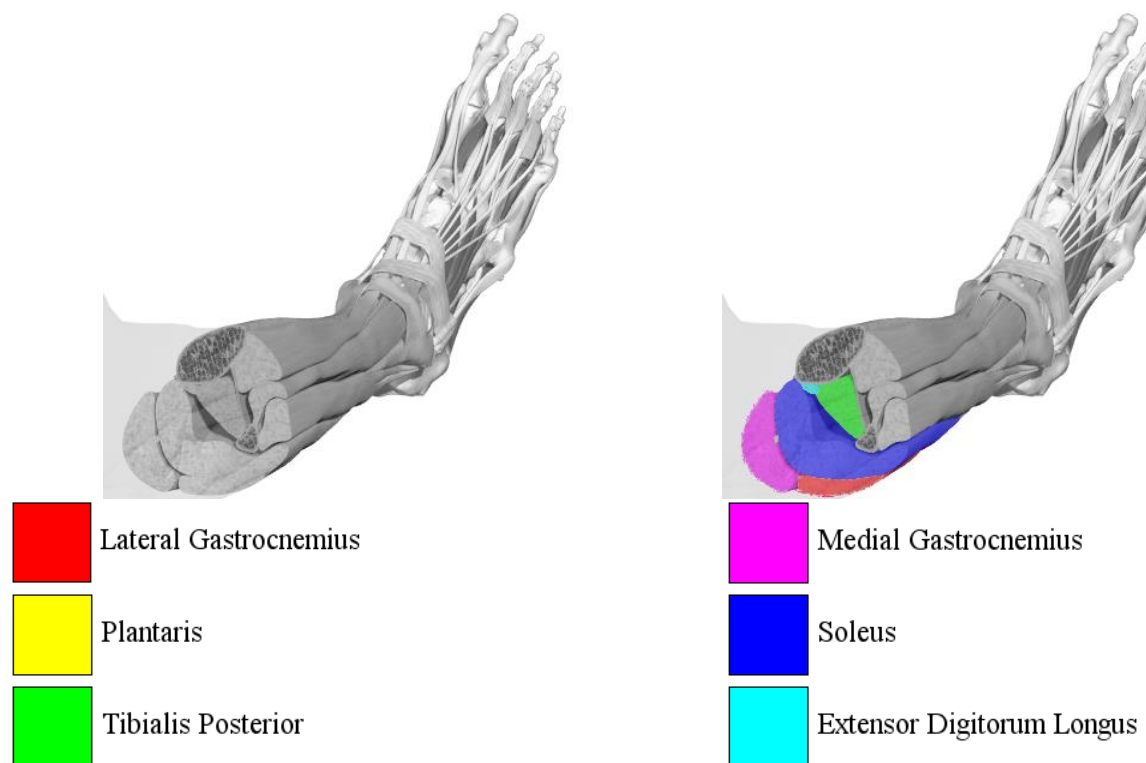 Lateral Gastrocnemius
Medial Gastrocnemius
Plantaris
Soleus
Tibialis Posterior
Extensor Digitorum Longus